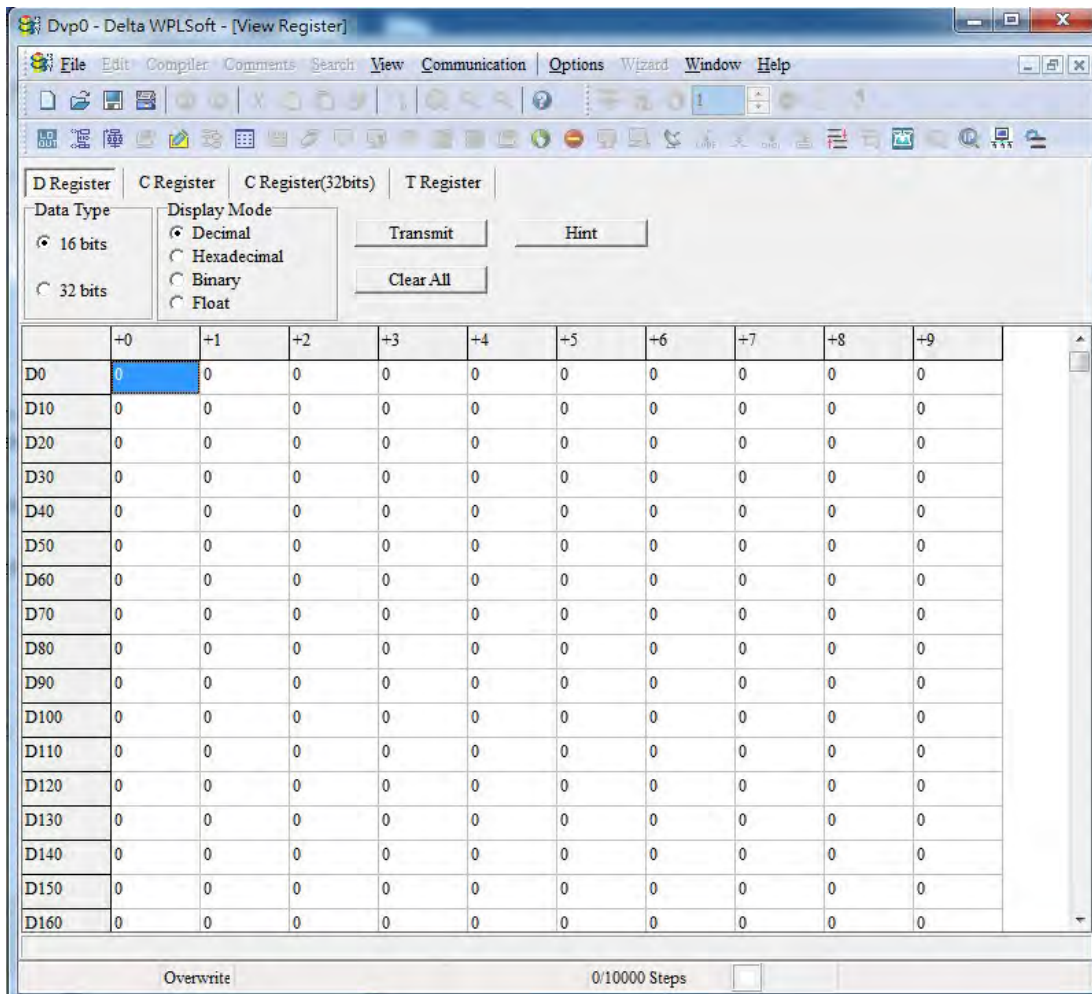 Dvp0 - Delta WPLSoft - [View Register]
File Edit Compiler Comments Search View Communication Options Wizard Window Help
1
D Register C Register C Register(32bits) T Register
Data Type Display Mode
16 bits Decimal Transmit Hint
Hexadecimal
32 bits Binary Clear All
Float
+0 +1 +2 +3 +4 +5 +6 +7 +8 +9
D0 0 0 0 0 0 0 0 0 0 0
D10 0 0 0 0 0 0 0 0 0 0
D20 0 0 0 0 0 0 0 0 0 0
D30 0 0 0 0 0 0 0 0 0 0
D40 0 0 0 0 0 0 0 0 0 0
D50 0 0 0 0 0 0 0 0 0 0
D60 0 0 0 0 0 0 0 0 0 0
D70 0 0 0 0 0 0 0 0 0 0
D80 0 0 0 0 0 0 0 0 0 0
D90 0 0 0 0 0 0 0 0 0 0
D100 0 0 0 0 0 0 0 0 0 0
D110 0 0 0 0 0 0 0 0 0 0
D120 0 0 0 0 0 0 0 0 0 0
D130 0 0 0 0 0 0 0 0 0 0
D140 0 0 0 0 0 0 0 0 0 0
D150 0 0 0 0 0 0 0 0 0 0
D160 0 0 0 0 0 0 0 0 0 0
Overwrite 0/10000 Steps